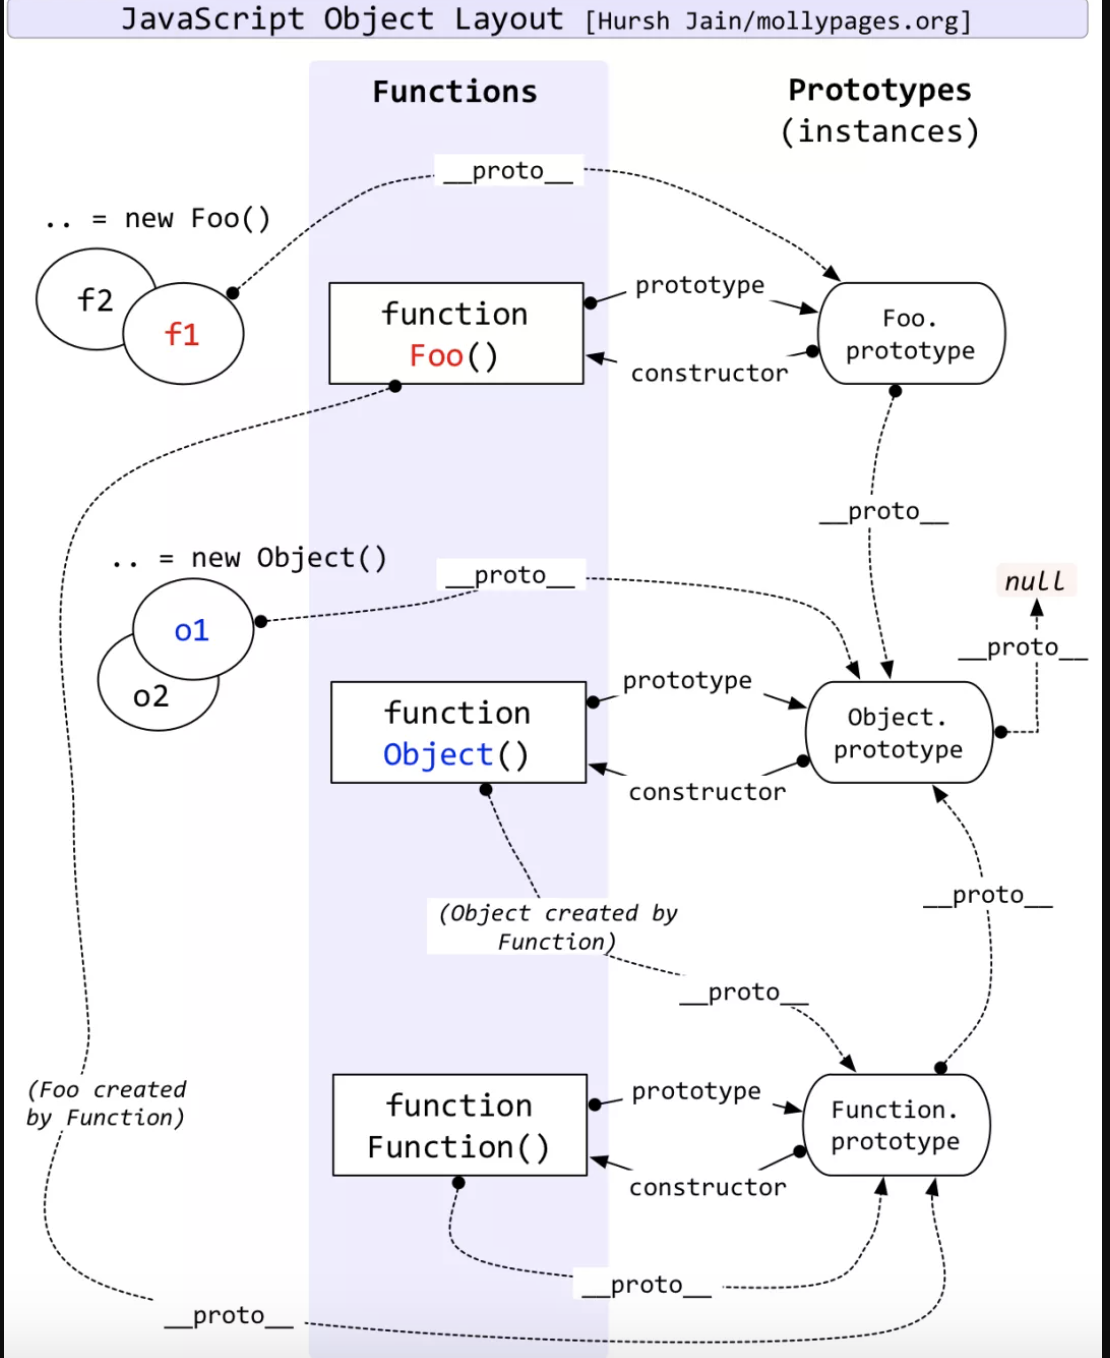 JavaScript Object Layout [Hursh Jain/mollypages.org]
Functions
Prototypes
(instances)
__proto__
.. = new Foo()
f2
f1
function
Foo()
prototype
constructor
Foo.
prototype
__proto__
.. = new Object()
__proto__
null
__proto__
o1
o2
function
Object()
prototype
constructor
Object.
prototype
(Object created by
Function)
__proto__
__proto__
(Foo created
by Function)
function
Function()
prototype
constructor
Function.
prototype
__proto__
__proto__